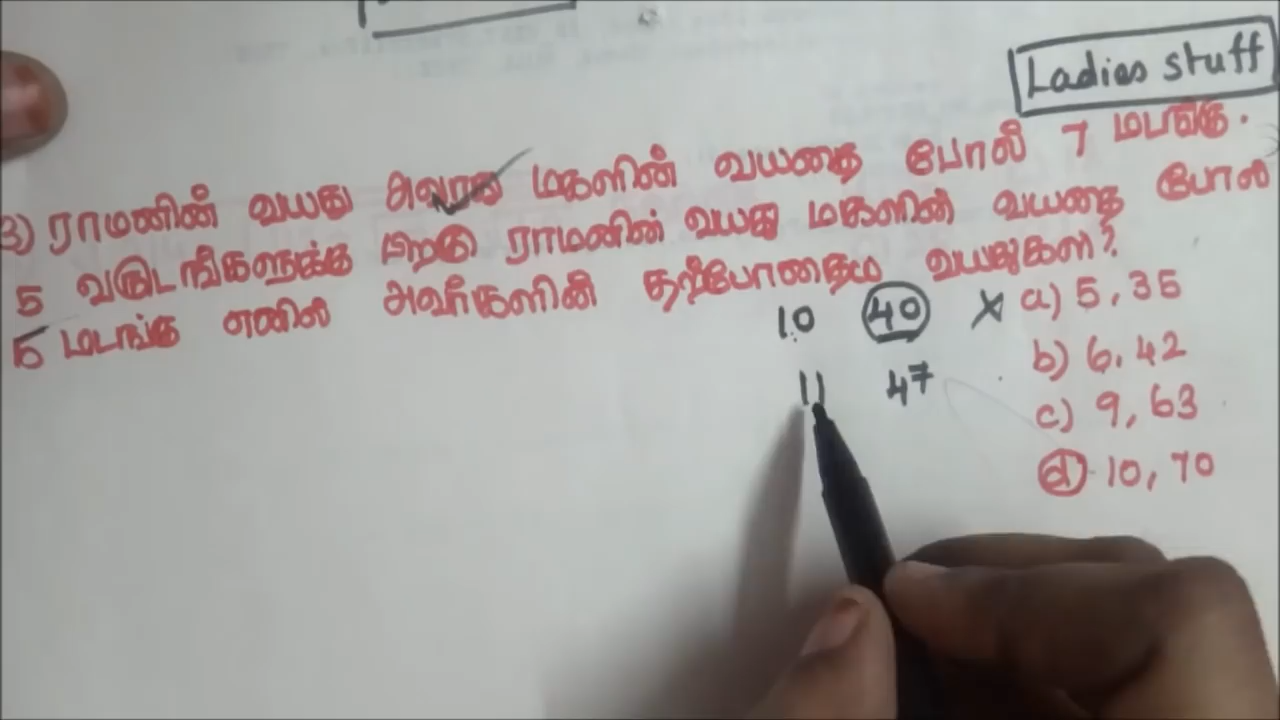 Ladies stuff
3) ராமனின் வயது அவரது மகளின் வயதை போல் 7 மடங்கு.
5 வருடங்களுக்கு பிறகு ராமனின் வயது மகளின் வயதை போல்
5 மடங்கு எனில் அவர்களின் தற்போதைய வயதுகள்?
10 40 X a) 5, 35
11 47 b) 6, 42
c) 9, 63
d) 10, 70